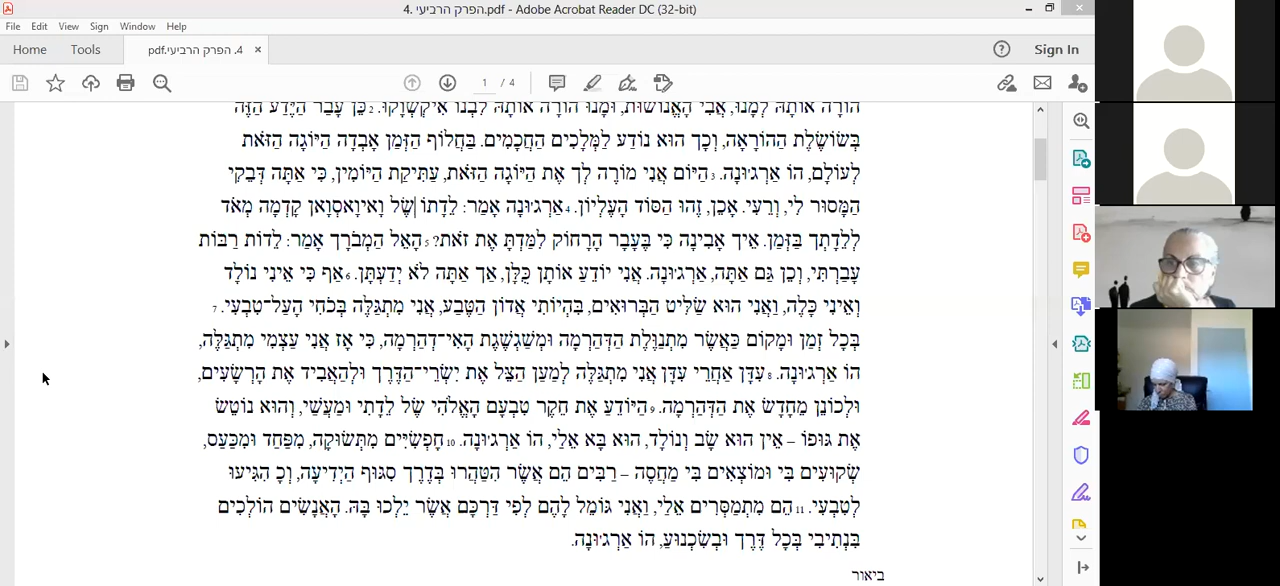 4. הפרק הרביעי.pdf - Adobe Acrobat Reader DC (32-bit)
File Edit View Sign Window Help
Home Tools 4. הפרק הרביעי.pdf × Sign In
1 / 4
הוֹרָה אוֹתָהּ לְמָנוּ, אֲבִי הָאֱנוֹשׁוּת, וּמָנוּ הוֹרָה אוֹתָהּ לִבְנוֹ אִיקְשְׁוָקוּ. 2 כֵּן עָבַר הַיֶּדַע הַזֶּה
בְּשׁוֹשֶׁלֶת הַהוֹרָאָה, וְכָךְ הוּא נוֹדַע לַמְּלָכִים הַחֲכָמִים. בַּחֲלוֹף הַזְּמַן אָבְדָה הַיּוֹגָה הַזֹּאת
לְעוֹלָם, הוֹ אַרְג'וּנָה. 3 הַיּוֹם אֲנִי מוֹרֶה לְךָ אֶת הַיּוֹגָה הַזֹּאת, עַתִּיקַת הַיּוֹמִין, כִּי אַתָּה דְּבֵקִי
הַמָּסוּר לִי, וְרֵעִי. אָכֵן, זֶהוּ הַסּוֹד הָעֶלְיוֹן. 4 אַרְג'וּנָה אָמַר: לֵדָתוֹ שֶׁל וָאיוַאסְוָאן קָדְמָה מְאֹד
לְלֵדָתְךָ בַּזְּמַן. אֵיךְ אָבִינָה כִּי בֶּעָבָר הָרָחוֹק לִמַּדְתָּ אֶת זֹאת? 5 הָאֵל הַמְבֹרָךְ אָמַר: לֵדוֹת רַבּוֹת
עָבַרְתִּי, וְכֵן גַּם אַתָּה, אַרְג'וּנָה. אֲנִי יוֹדֵעַ אוֹתָן כֻּלָּן, אַךְ אַתָּה לֹא יְדַעְתָּן. 6 אַף כִּי אֵינִי נוֹלָד
וְאֵינִי כָּלֶה, וַאֲנִי הוּא שַׁלִּיט הַבְּרוּאִים, בִּהְיוֹתִי אֲדוֹן הַטֶּבַע, אֲנִי מִתְגַּלֶּה בְּכֹחִי הָעַל־טִבְעִי. 7
בְּכָל זְמַן וּמָקוֹם כַּאֲשֶׁר מִתְנַוֶּלֶת הַדְּהַרְמָה וּמְשַׂגְשֶׂגֶת הָאִי־דְהַרְמָה, כִּי אָז אֲנִי עַצְמִי מִתְגַּלֶּה,
הוֹ אַרְג'וּנָה. 8 עִדָּן אַחֲרֵי עִדָּן אֲנִי מִתְגַּלֶּה לְמַעַן הַצֵּל אֶת יִשְׁרֵי־הַדֶּרֶךְ וּלְהַאֲבִיד אֶת הָרְשָׁעִים,
וּלְכוֹנֵן מֵחָדָשׁ אֶת הַדְּהַרְמָה. 9 הַיּוֹדֵעַ אֶת חֵקֶר טִבְעָם הָאֱלֹהִי שֶׁל לֵדָתִי וּמַעֲשַׂי, וְהוּא נוֹטֵשׁ
אֶת גּוּפוֹ – אֵין הוּא שָׁב וְנוֹלָד, הוּא בָּא אֵלַי, הוֹ אַרְג'וּנָה. 10 חָפְשִׁיִּים מִתְּשׁוּקָה, מִפַּחַד וּמִכַּעַס,
שְׁקוּעִים בִּי וּמוֹצְאִים בִּי מַחֲסֶה – רַבִּים הֵם אֲשֶׁר הִטַּהֲרוּ בְּדֶרֶךְ סִגּוּף הַיְדִיעָה, וְכָ הִגִּיעוּ
לְטִבְעִי. 11 הֵם מִתְמַסְּרִים אֵלַי, וַאֲנִי גּוֹמֵל לָהֶם לְפִי דַּרְכָּם אֲשֶׁר יֵלְכוּ בָּהּ. הָאֲנָשִׁים הוֹלְכִים
בִּנְתִיבִי בְּכָל דֶּרֶךְ וּבְשִׁכְנוּעַ, הוֹ אַרְג'וּנָה.
ביאור